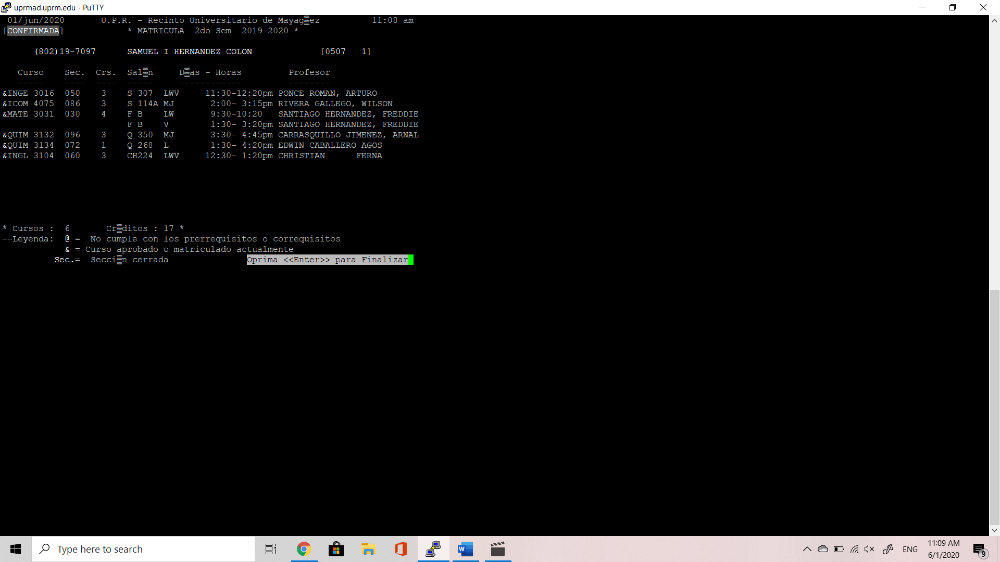 uprmad.uprm.edu - PuTTY
01/jun/2020 U.P.R. - Recinto Universitario de Mayag▒ez 11:08 am
[CONFIRMADA] * MATRICULA 2do Sem 2019-2020 *
(802)19-7097 SAMUEL I HERNANDEZ COLON [0507 1]
Curso Sec. Crs. Sal▒n D▒as - Horas Profesor
----- ---- ---- ----- ------------ --------
&INGE 3016 050 3 S 307 LWV 11:30-12:20pm PONCE ROMAN, ARTURO
&ICOM 4075 086 3 S 114A MJ 2:00- 3:15pm RIVERA GALLEGO, WILSON
&MATE 3031 030 4 F B LW 9:30-10:20 SANTIAGO HERNANDEZ, FREDDIE
F B V 1:30- 3:20pm SANTIAGO HERNANDEZ, FREDDIE
&QUIM 3132 096 3 Q 350 MJ 3:30- 4:45pm CARRASQUILLO JIMENEZ, ARNAL
&QUIM 3134 072 1 Q 268 L 1:30- 4:20pm EDWIN CABALLERO AGOS
&INGL 3104 060 3 CH224 LWV 12:30- 1:20pm CHRISTIAN FERNA
* Cursos : 6 Cr▒ditos : 17 *
--Leyenda: @ = No cumple con los prerrequisitos o correquisitos
& = Curso aprobado o matriculado actualmente
Sec.= Secci▒n cerrada Oprima <<Enter>> para Finalizar
Type here to search
ENG
11:09 AM
6/1/2020
9